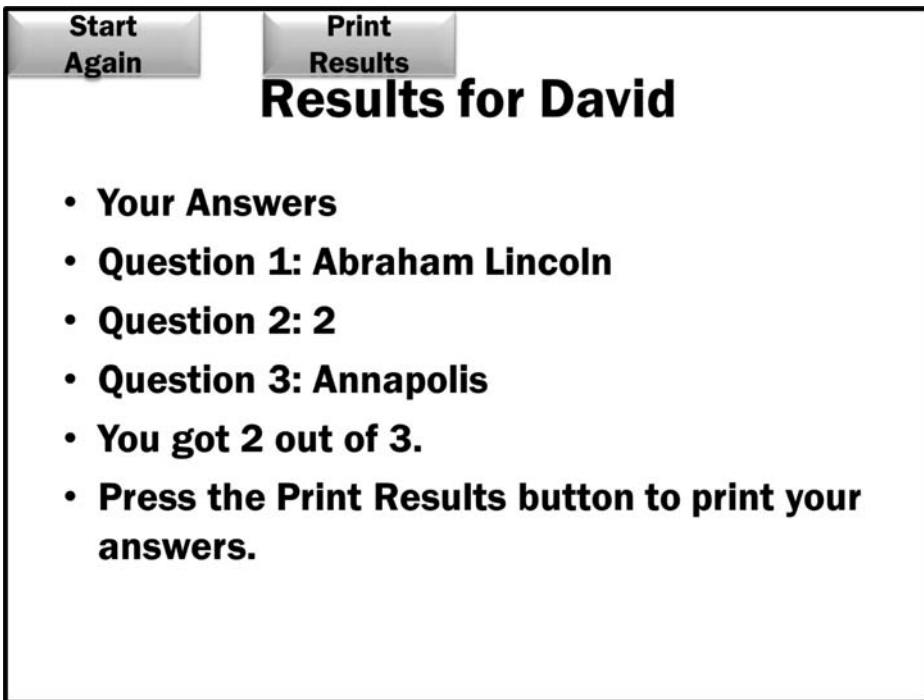 Start
Again
Print
Results
Results for David
• Your Answers
• Question 1: Abraham Lincoln
• Question 2: 2
• Question 3: Annapolis
• You got 2 out of 3.
• Press the Print Results button to print your
answers.